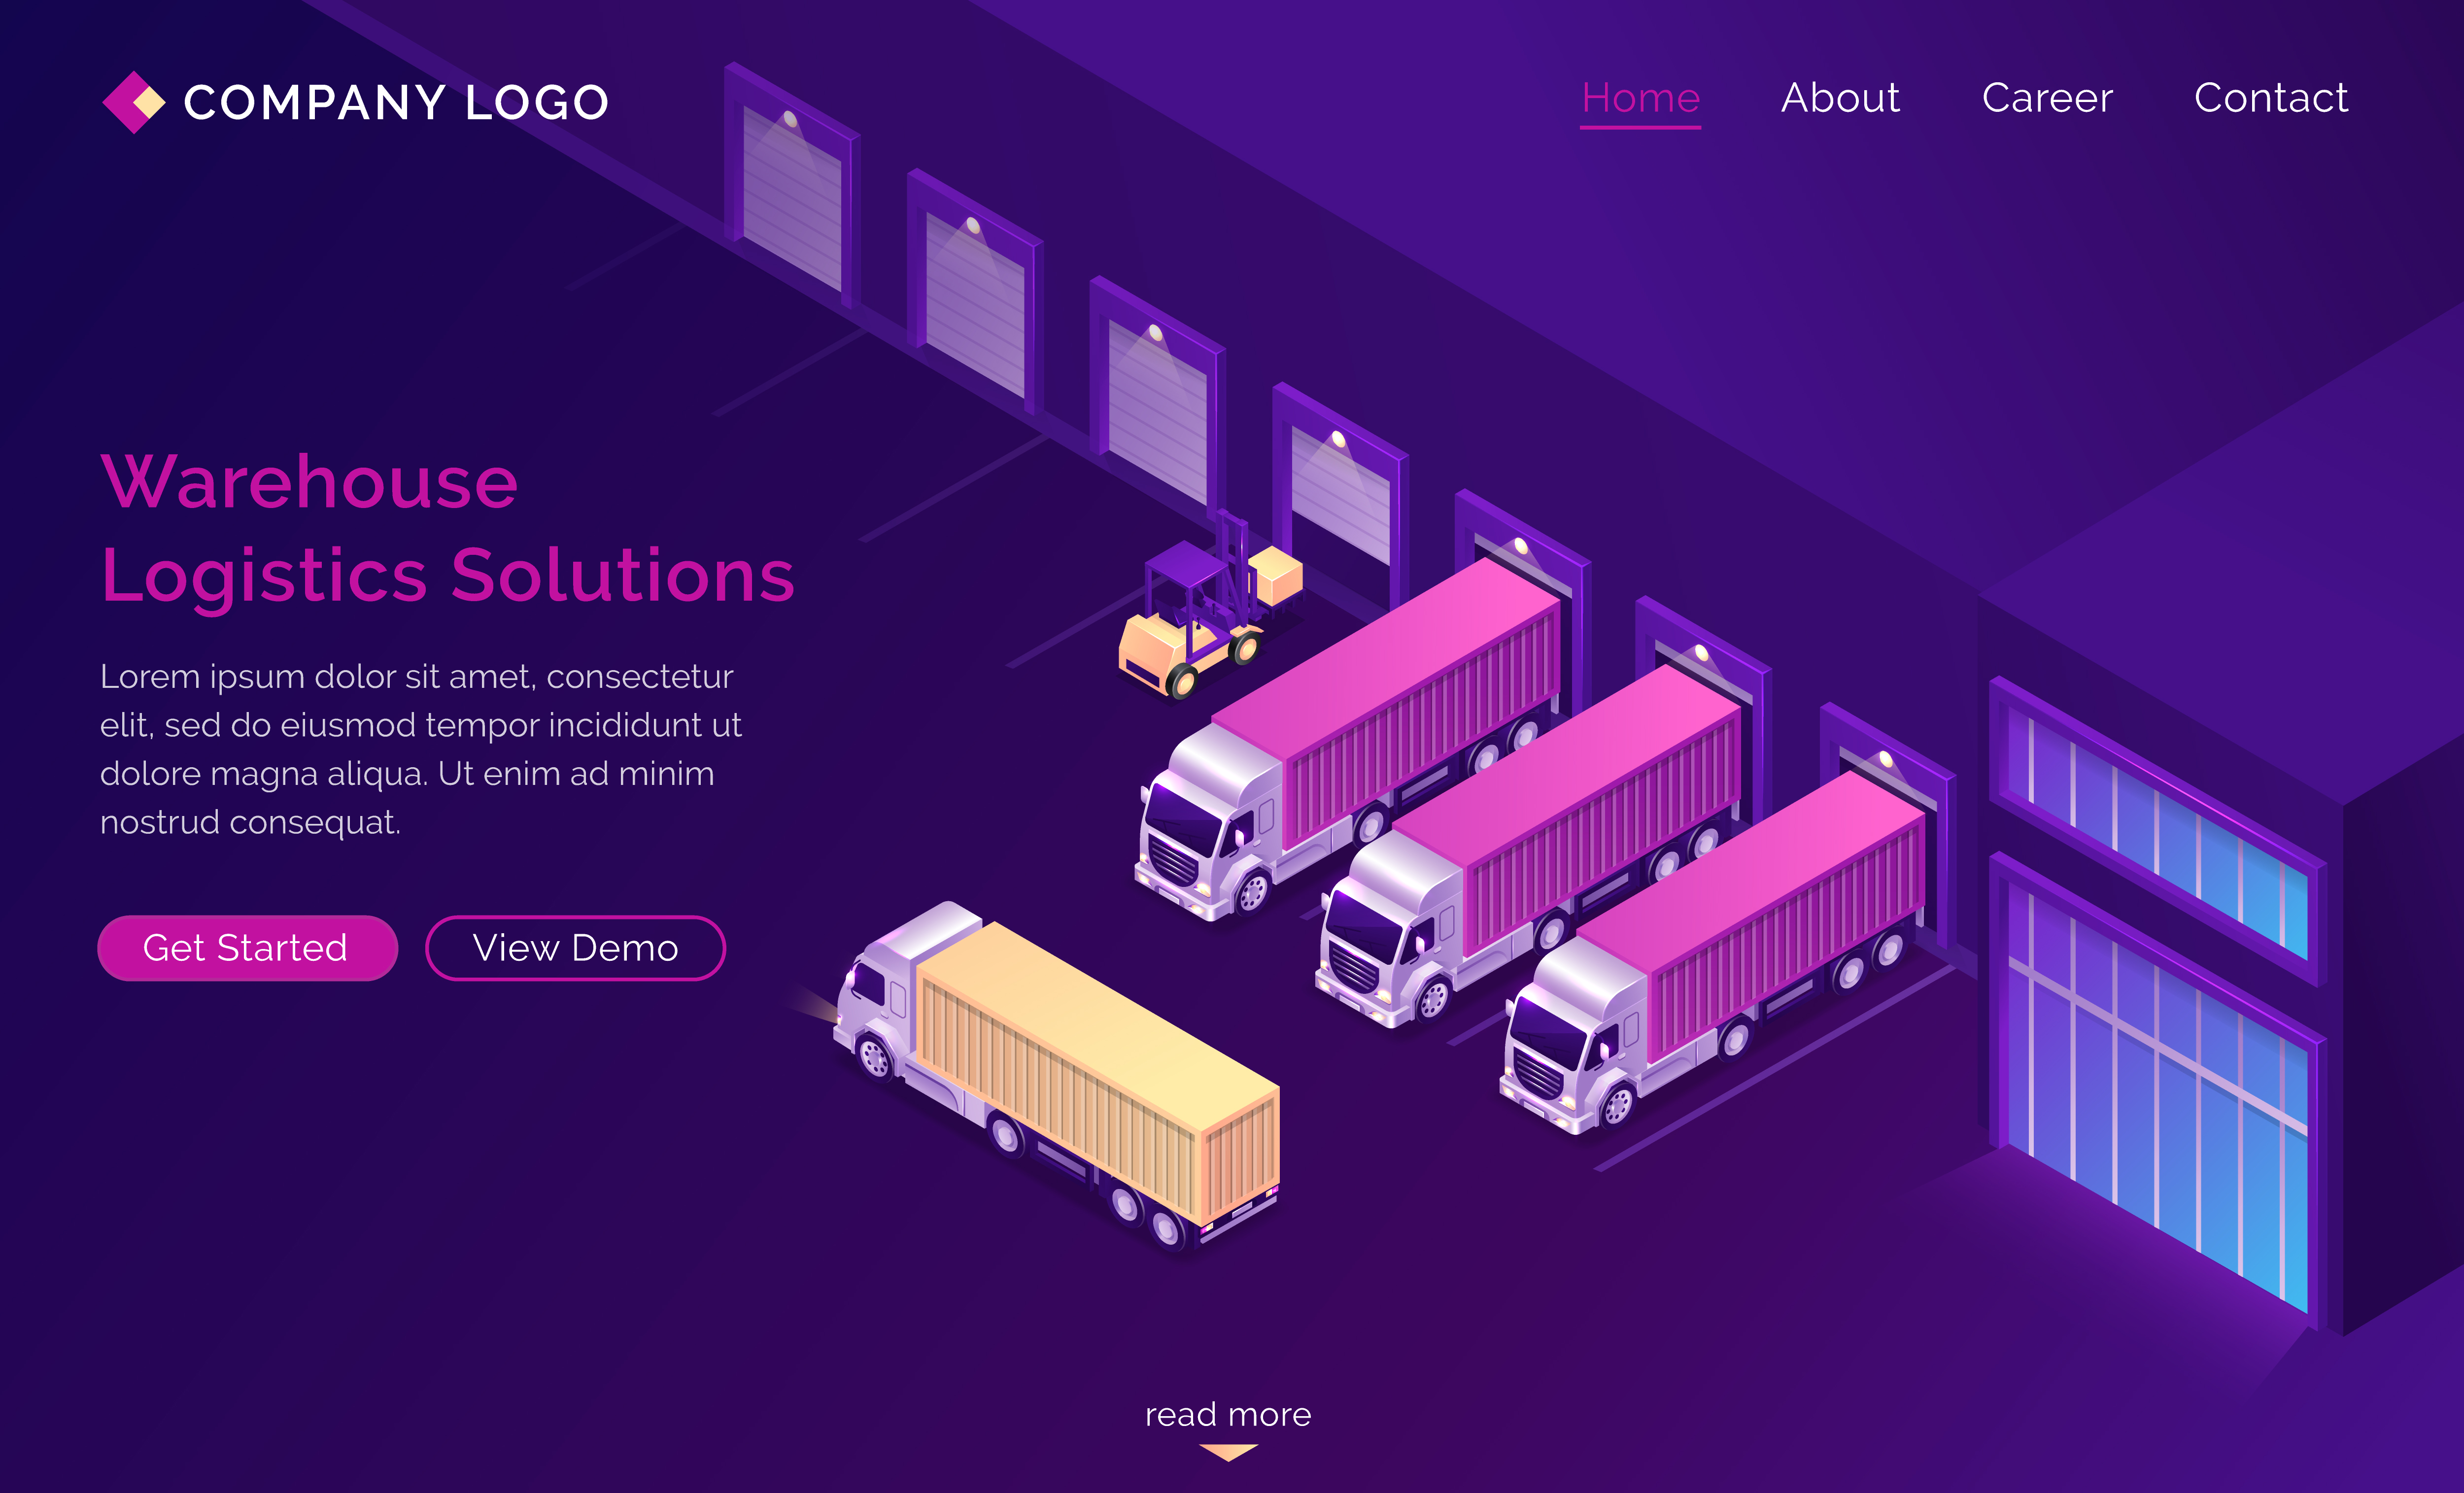 COMPANY LOGO
Home
About
Career
Contact
Warehouse
Logistics Solutions
Lorem ipsum dolor sit amet, consectetur
elit, sed do eiusmod tempor incididunt ut
dolore magna aliqua. Ut enim ad minim
nostrud consequat.
Get Started
View Demo
read more